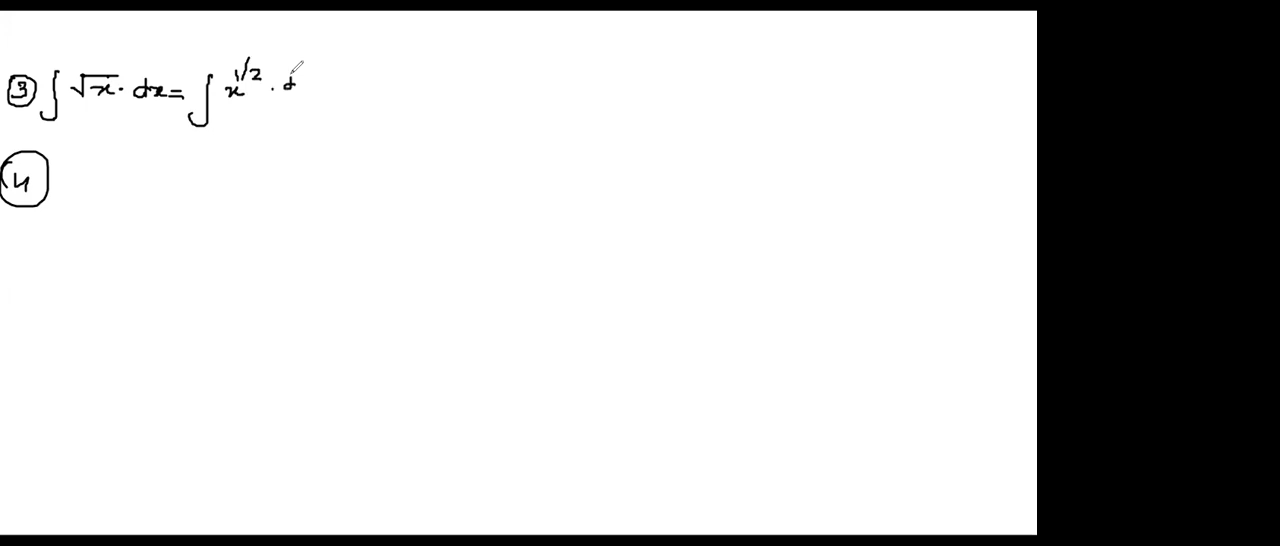 ③ ∫ √x · dx = ∫ x^1/2 · d
④